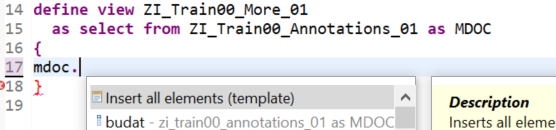 14 define view ZI_Train00_More_01
15 as select from ZI_Train00_Annotations_01 as MDOC
16 {
17 mdoc.
Insert all elements (template)
18 }
budat - zi_train00_annotations_01 as MDOC
19
Description
Inserts all eleme